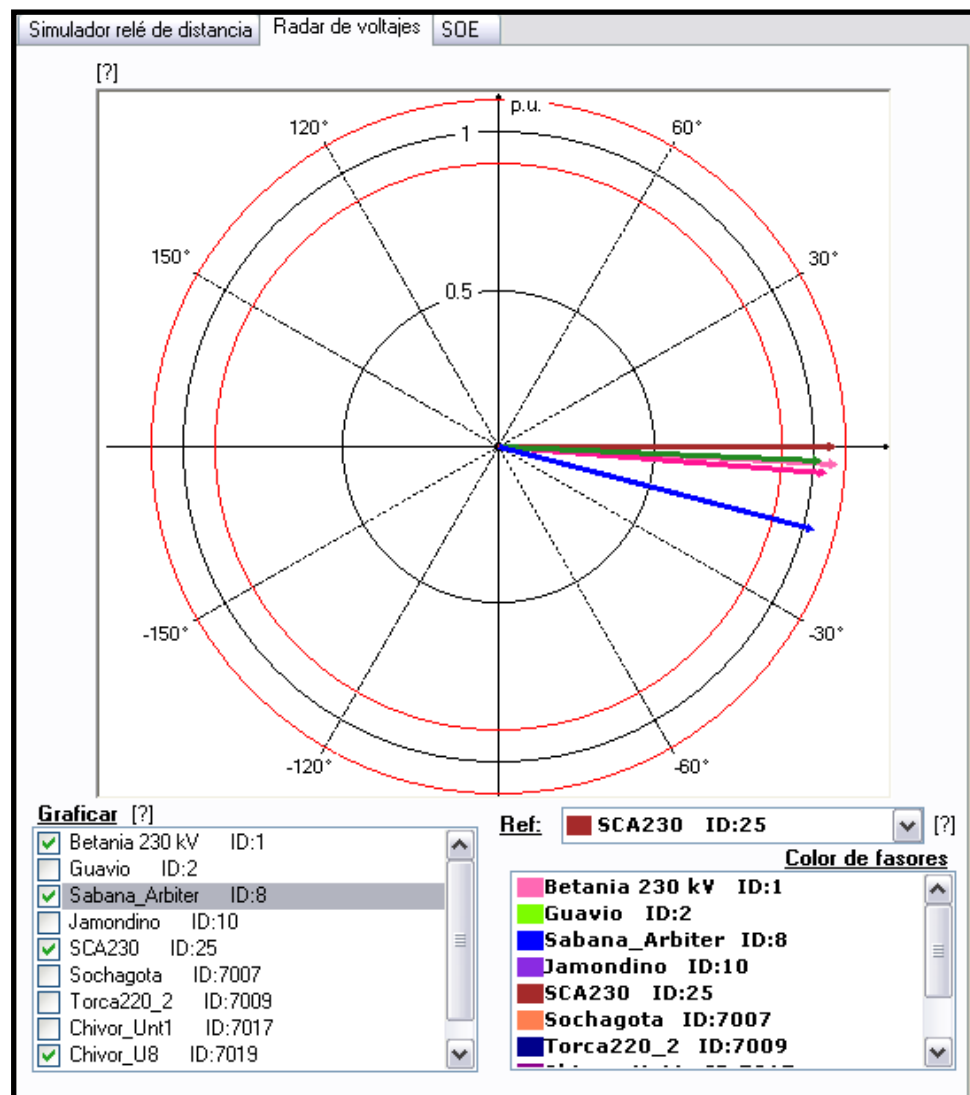 Simulador relé de distancia
Radar de voltajes
SOE
[?]
p.u.
120°
1
60°
150°
30°
0.5
-150°
-30°
-120°
-60°
Graficar [?]
Betania 230 kV ID:1
Guavio ID:2
Sabana_Arbiter ID:8
Jamondino ID:10
SCA230 ID:25
Sochagota ID:7007
Torca220_2 ID:7009
Chivor_Unt1 ID:7017
Chivor_U8 ID:7019
Ref: SCA230 ID:25 [?]
Color de fasores
Betania 230 kV ID:1
Guavio ID:2
Sabana_Arbiter ID:8
Jamondino ID:10
SCA230 ID:25
Sochagota ID:7007
Torca220_2 ID:7009